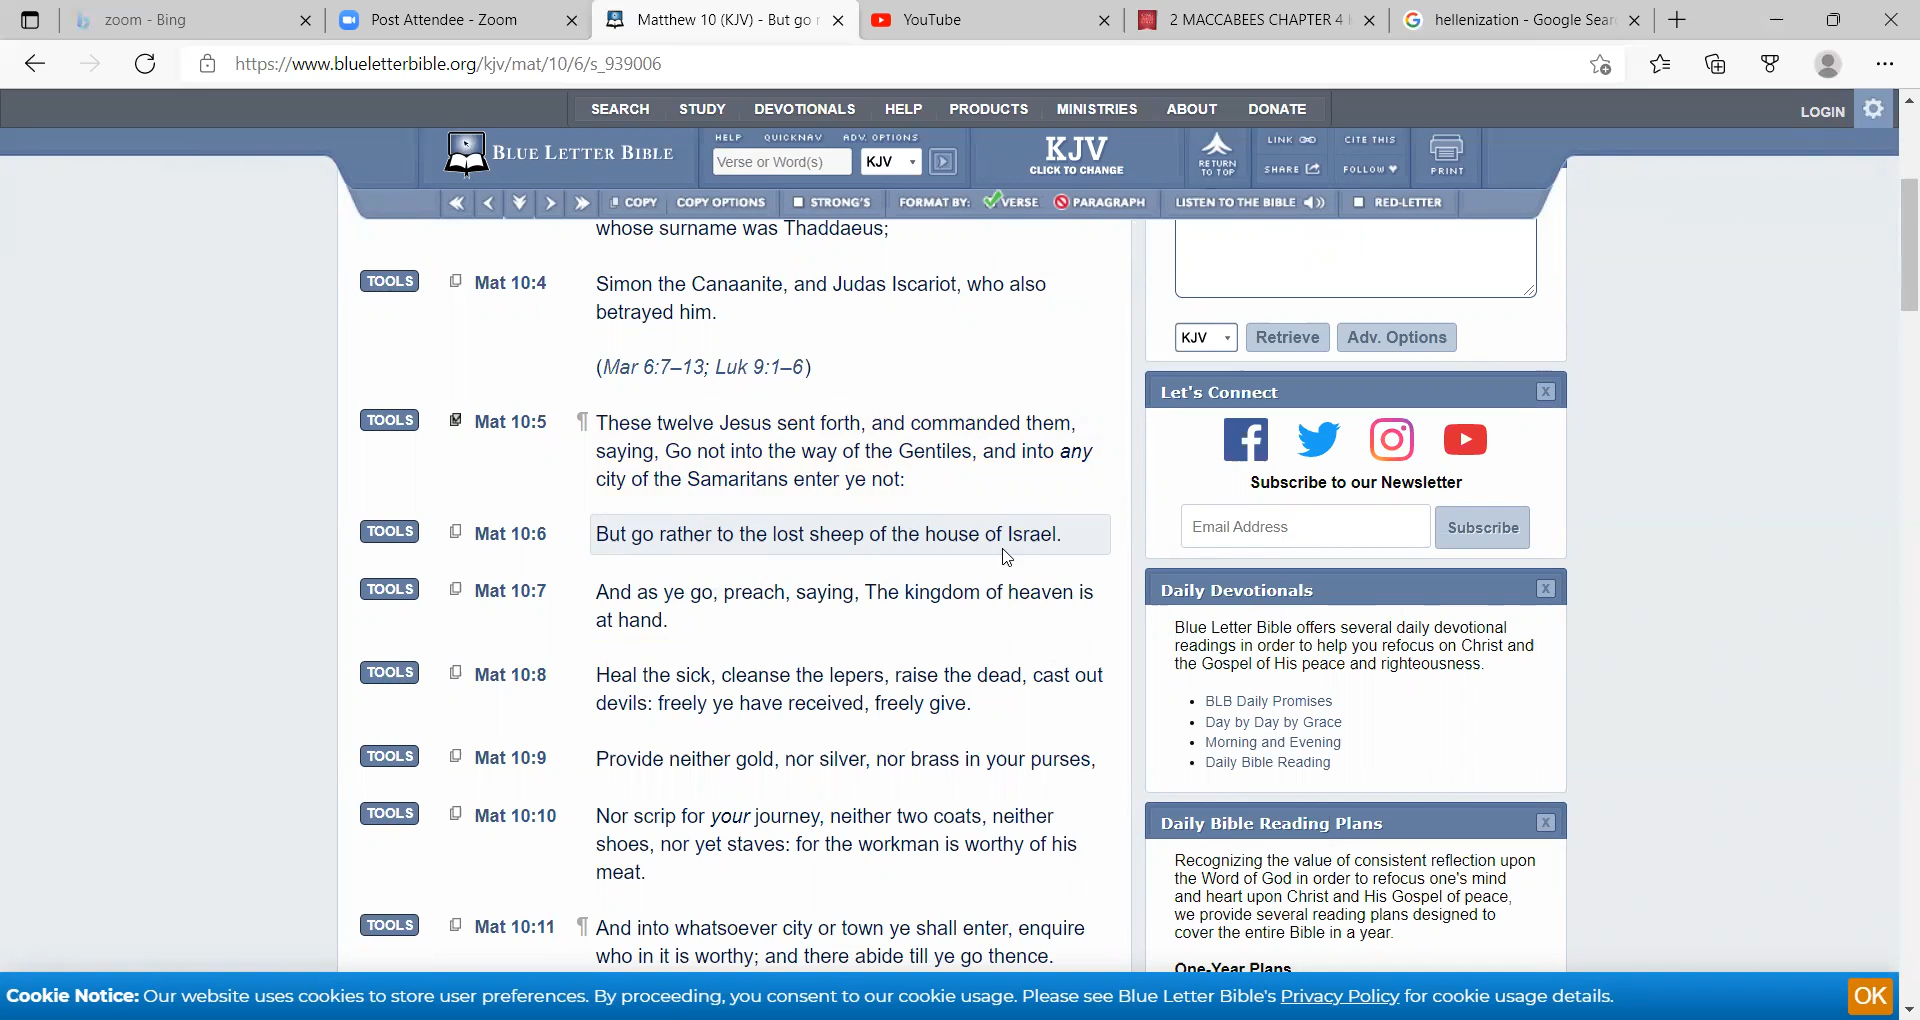 zoom - Bing
Post Attendee - Zoom
Matthew 10 (KJV) - But go
YouTube
2 MACCABEES CHAPTER 4
hellenization - Google Sear
https://www.blueletterbible.org/kjv/mat/10/6/s_939006
SEARCH STUDY DEVOTIONALS HELP PRODUCTS MINISTRIES ABOUT DONATE
LOGIN
BLUE LETTER BIBLE
HELP QUICKNAV ADV. OPTIONS
Verse or Word(s) KJV
KJV
CLICK TO CHANGE
RETURN
TO TOP
LINK CITE THIS
SHARE FOLLOW
PRINT
COPY COPY OPTIONS STRONG'S FORMAT BY: VERSE PARAGRAPH LISTEN TO THE BIBLE RED-LETTER
whose surname was Thaddaeus;
TOOLS Mat 10:4 Simon the Canaanite, and Judas Iscariot, who also
betrayed him.
(Mar 6:7–13; Luk 9:1–6)
TOOLS Mat 10:5 ¶ These twelve Jesus sent forth, and commanded them,
saying, Go not into the way of the Gentiles, and into any
city of the Samaritans enter ye not:
TOOLS Mat 10:6 But go rather to the lost sheep of the house of Israel.
TOOLS Mat 10:7 And as ye go, preach, saying, The kingdom of heaven is
at hand.
TOOLS Mat 10:8 Heal the sick, cleanse the lepers, raise the dead, cast out
devils: freely ye have received, freely give.
TOOLS Mat 10:9 Provide neither gold, nor silver, nor brass in your purses,
TOOLS Mat 10:10 Nor scrip for your journey, neither two coats, neither
shoes, nor yet staves: for the workman is worthy of his
meat.
TOOLS Mat 10:11 ¶ And into whatsoever city or town ye shall enter, enquire
who in it is worthy; and there abide till ye go thence.
KJV Retrieve Adv. Options
Let's Connect X
Subscribe to our Newsletter
Email Address Subscribe
Daily Devotionals X
Blue Letter Bible offers several daily devotional
readings in order to help you refocus on Christ and
the Gospel of His peace and righteousness.
• BLB Daily Promises
• Day by Day by Grace
• Morning and Evening
• Daily Bible Reading
Daily Bible Reading Plans X
Recognizing the value of consistent reflection upon
the Word of God in order to refocus one's mind
and heart upon Christ and His Gospel of peace,
we provide several reading plans designed to
cover the entire Bible in a year.
One-Year Plans
Cookie Notice: Our website uses cookies to store user preferences. By proceeding, you consent to our cookie usage. Please see Blue Letter Bible's Privacy Policy for cookie usage details.
OK